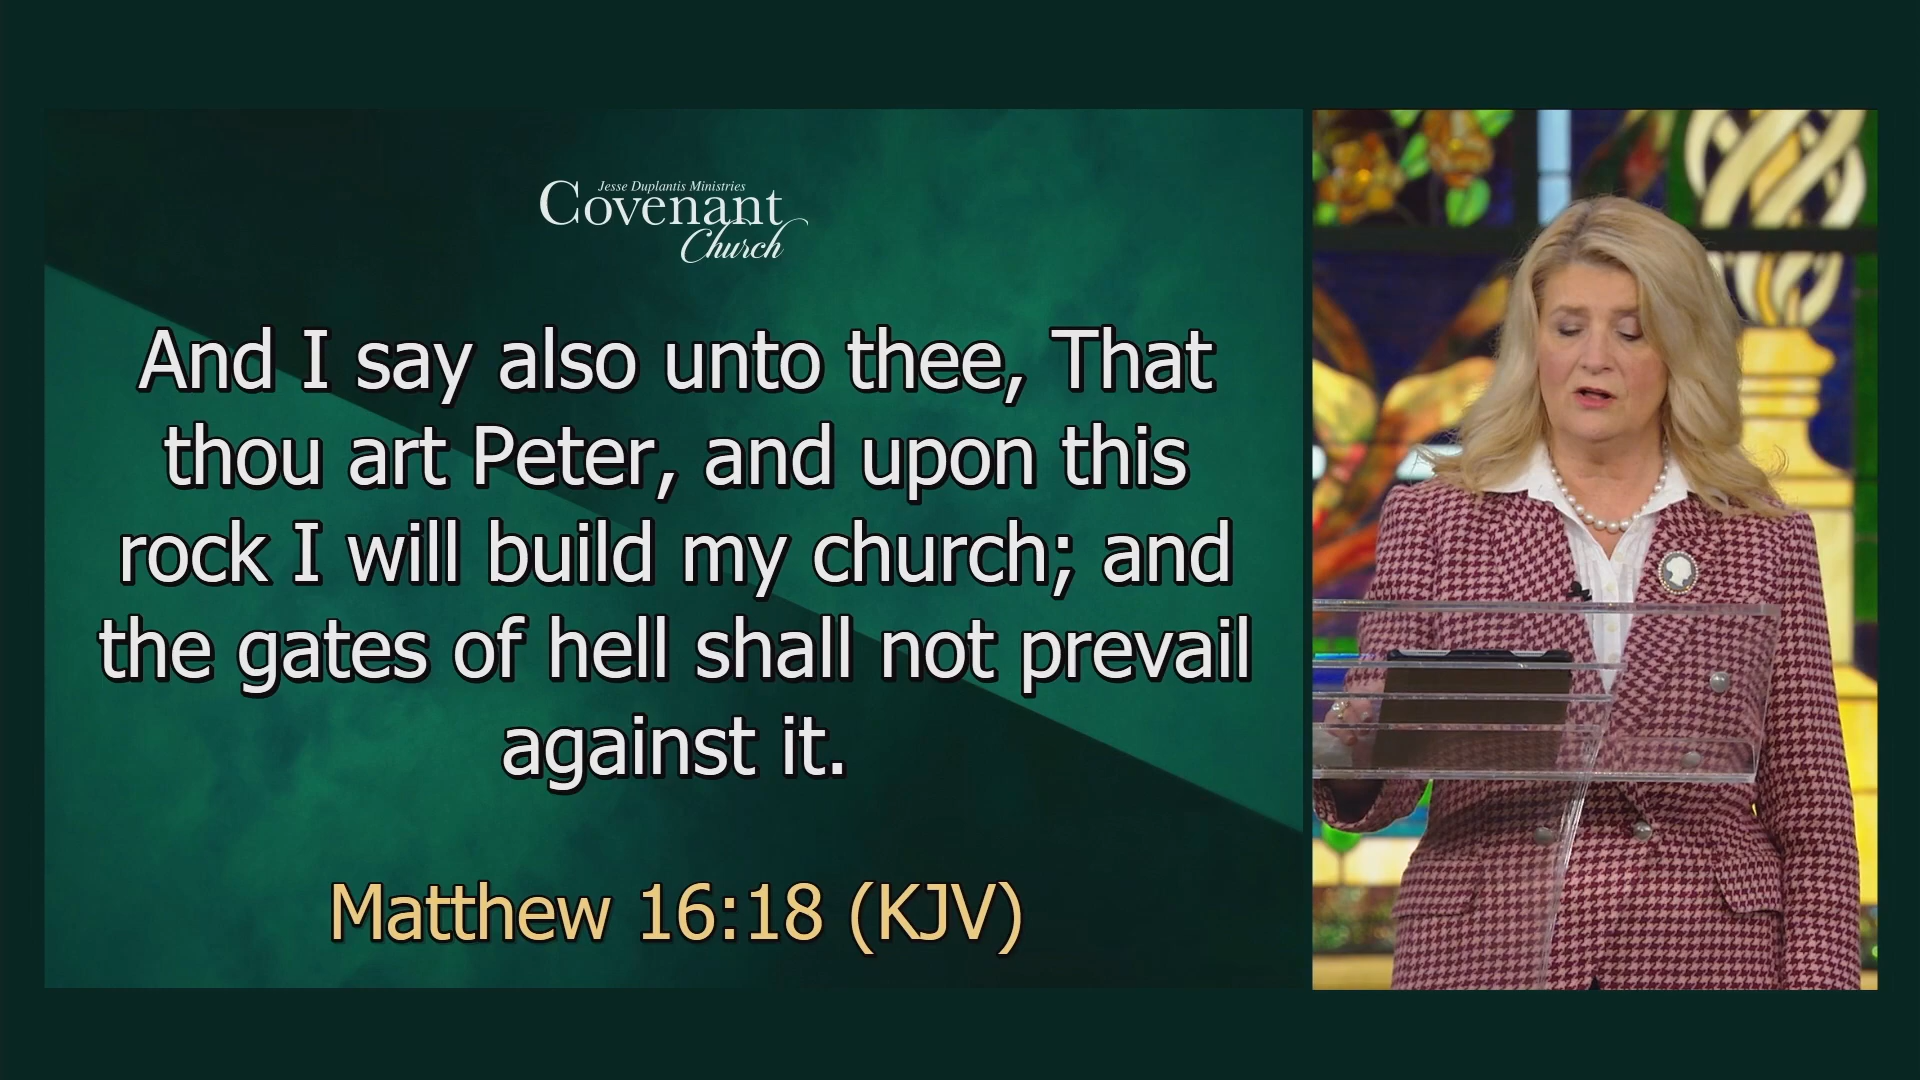 Jesse Duplantis Ministries
Covenant
Church
And I say also unto thee, That
thou art Peter, and upon this
rock I will build my church; and
the gates of hell shall not prevail
against it.
Matthew 16:18 (KJV)